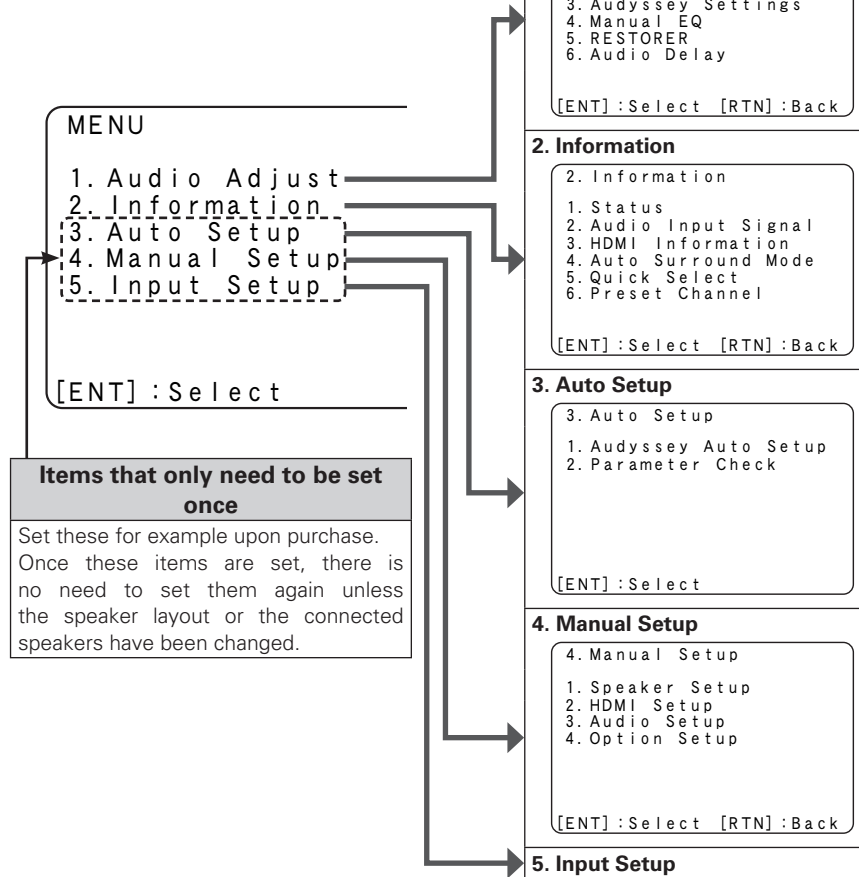 MENU
1. Audio Adjust
2. Information
3. Auto Setup
4. Manual Setup
5. Input Setup
[ENT] : Select
Items that only need to be set
once
Set these for example upon purchase.
Once these items are set, there is
no need to set them again unless
the speaker layout or the connected
speakers have been changed.
3. Audyssey Settings
4. Manual EQ
5. RESTORER
6. Audio Delay
[ENT] : Select [RTN] : Back
2. Information
2. Information
1. Status
2. Audio Input Signal
3. HDMI Information
4. Auto Surround Mode
5. Quick Select
6. Preset Channel
[ENT] : Select [RTN] : Back
3. Auto Setup
3. Auto Setup
1. Audyssey Auto Setup
2. Parameter Check
[ENT] : Select
4. Manual Setup
4. Manual Setup
1. Speaker Setup
2. HDMI Setup
3. Audio Setup
4. Option Setup
[ENT] : Select [RTN] : Back
5. Input Setup